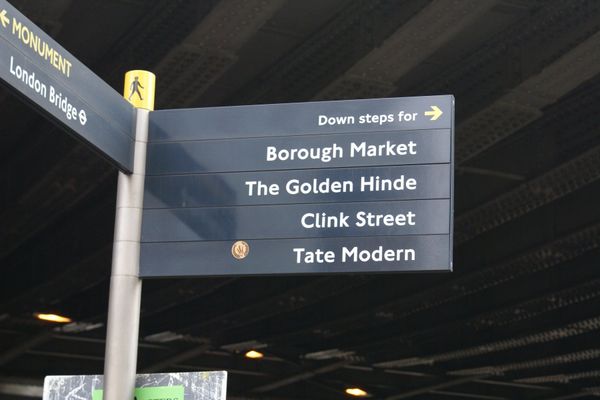 MONUMENT
London Bridge
Down steps for
Borough Market
The Golden Hinde
Clink Street
Tate Modern